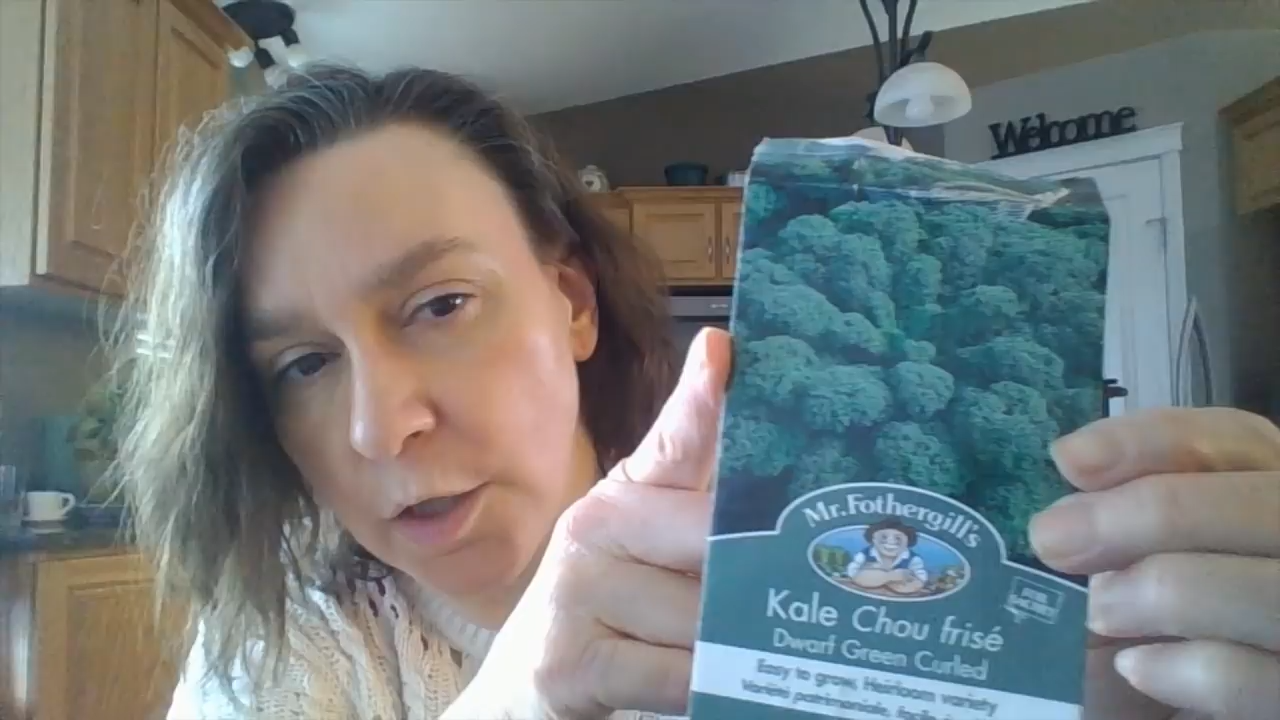 Welcome
Mr.Fothergill's
Kale Chou frisé
Dwarf Green Curled
Easy to grow, Heirloom variety
Variété patrimoniale, facile